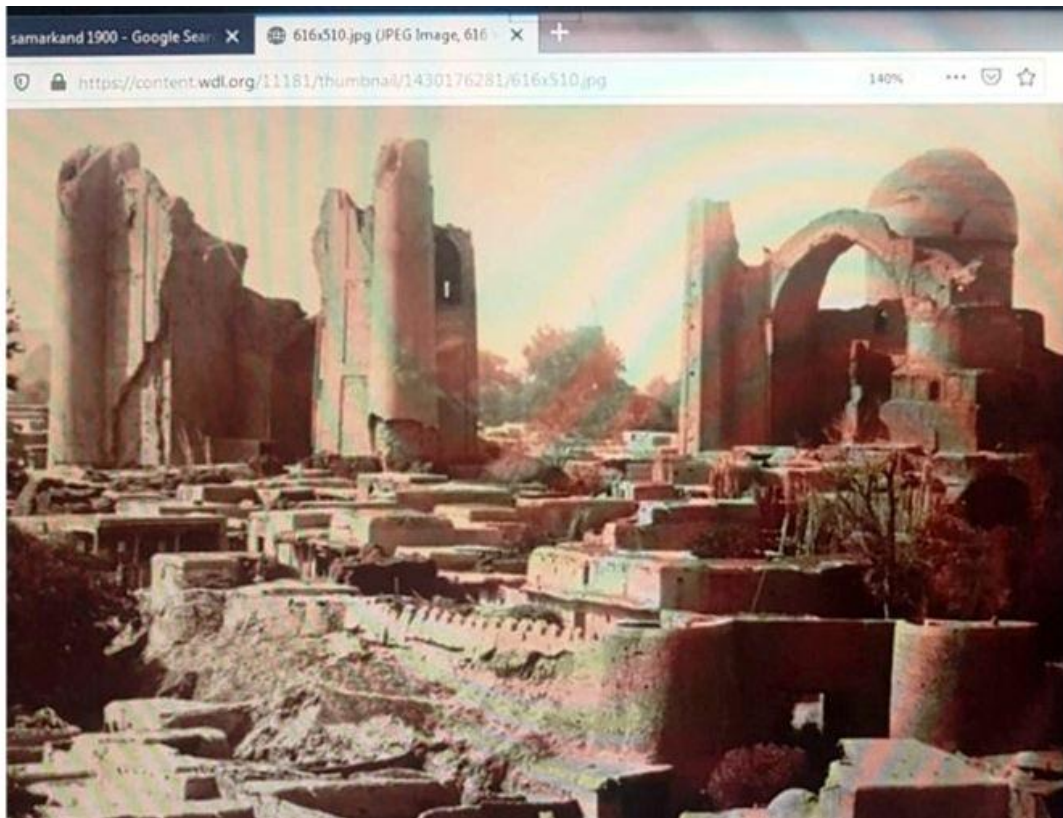 samarkand 1900 - Google Sear
616x510.jpg (JPEG Image, 616
https://content.wdl.org/11181/thumbnail/1430176281/616x510.jpg
140%